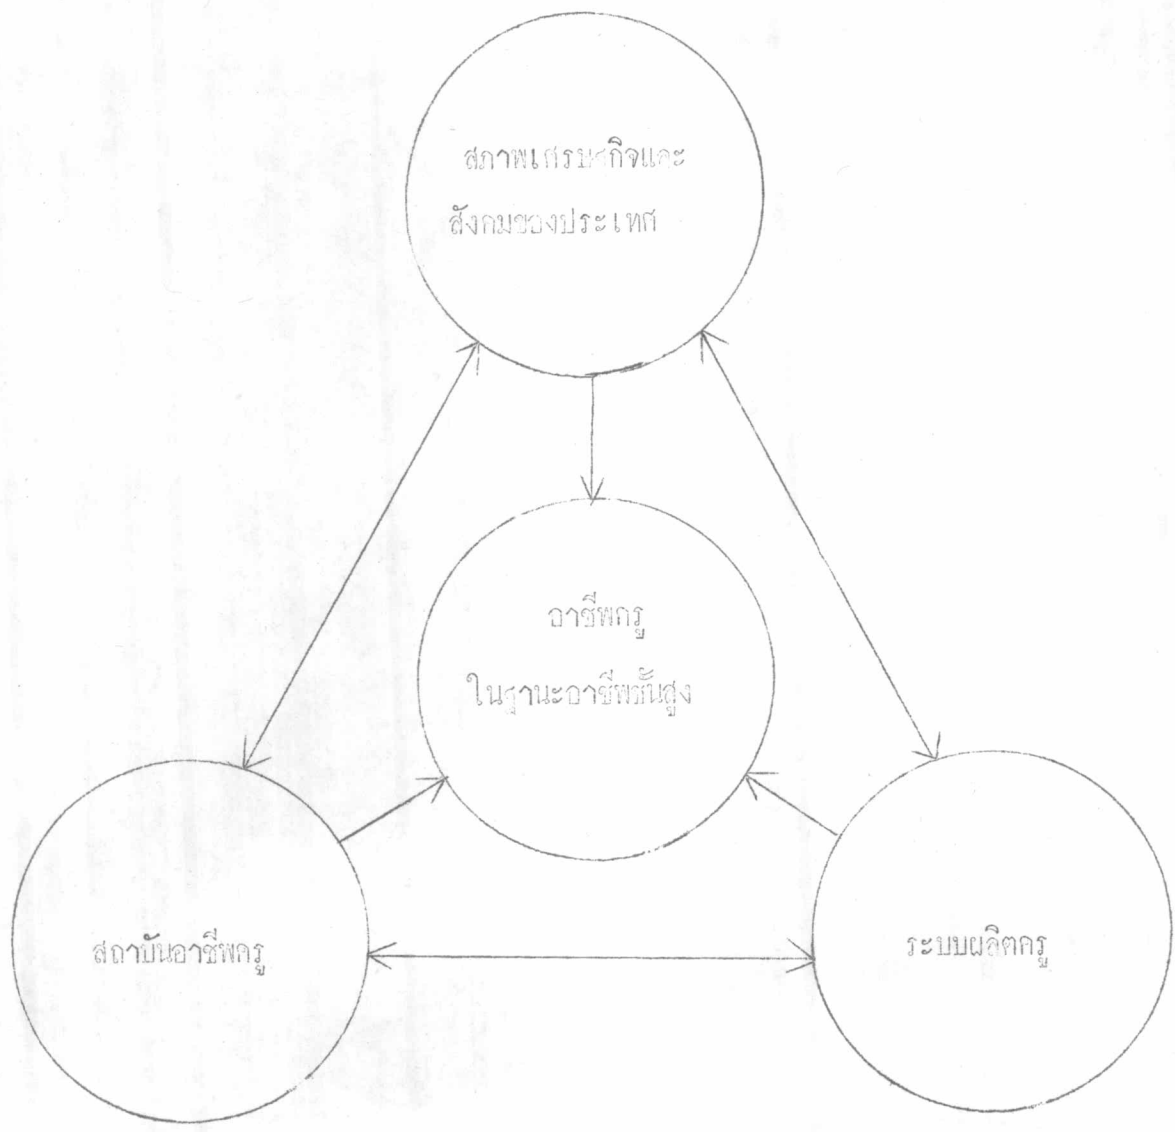 สภาพเศรษฐกิจและ
สังคมของประเทศ
อาชีพครู
ในฐานะอาชีพชั้นสูง
สถาบันอาชีพครู
ระบบผลิตครู